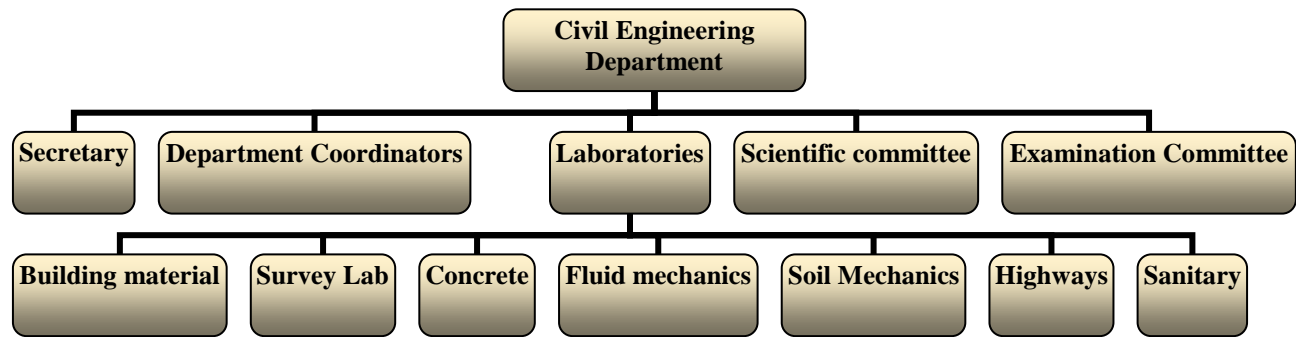 Civil Engineering
Department
Secretary
Department Coordinators
Laboratories
Scientific committee
Examination Committee
Building material
Survey Lab
Concrete
Fluid mechanics
Soil Mechanics
Highways
Sanitary